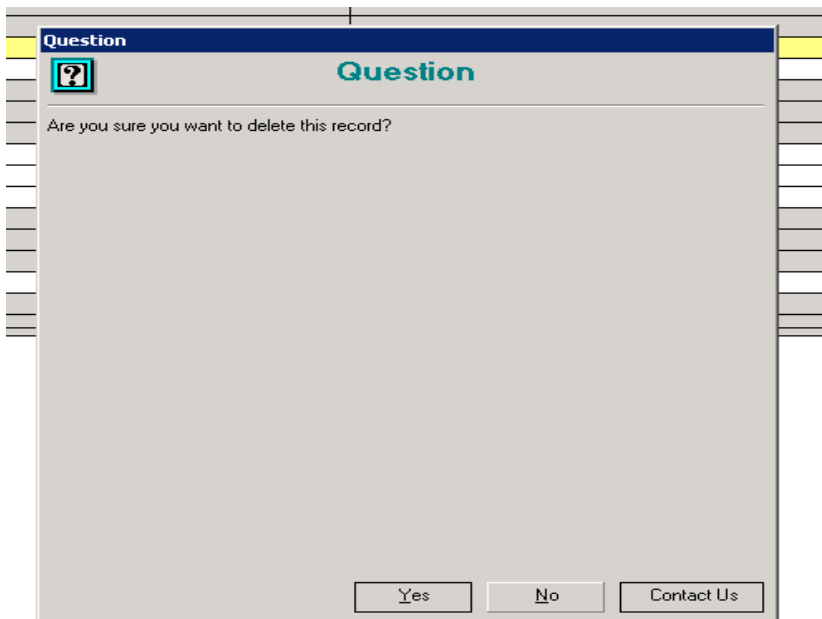 Question
Question
Are you sure you want to delete this record?
Yes
No
Contact Us